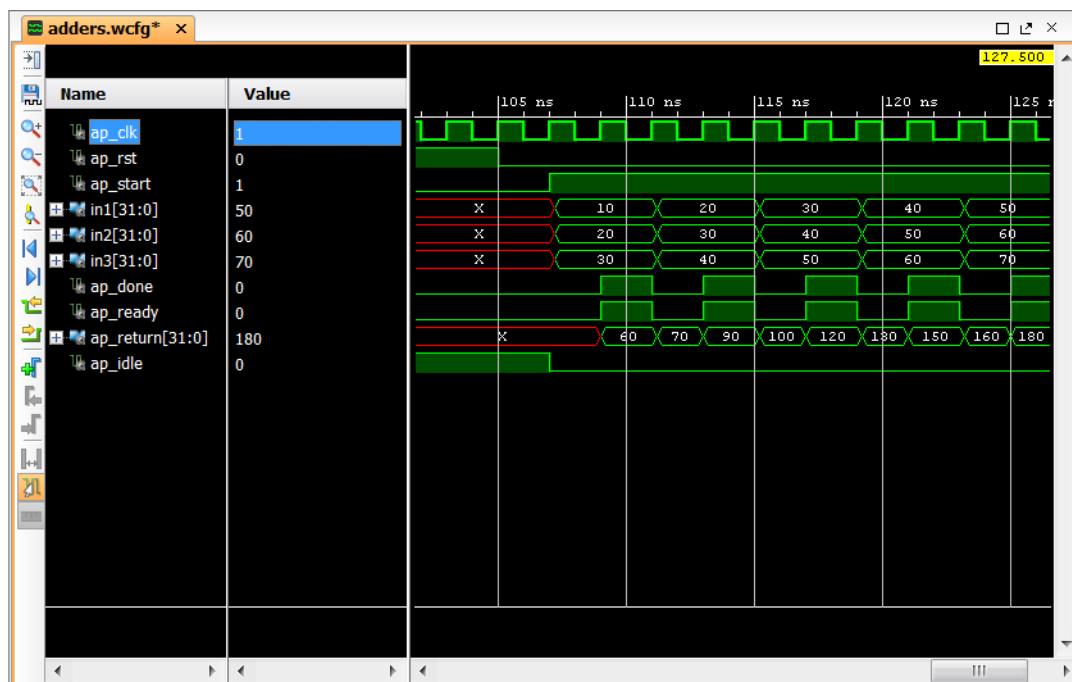 adders.wcfg*
127.500
Name Value
105 ns 110 ns 115 ns 120 ns 125
ap_clk 1
ap_rst 0
ap_start 1
in1[31:0] 50 X 10 20 30 40 50
in2[31:0] 60 X 20 30 40 50 60
in3[31:0] 70 X 30 40 50 60 70
ap_done 0
ap_ready 0
ap_return[31:0] 180 X 60 70 90 100 120 130 150 160 180
ap_idle 0